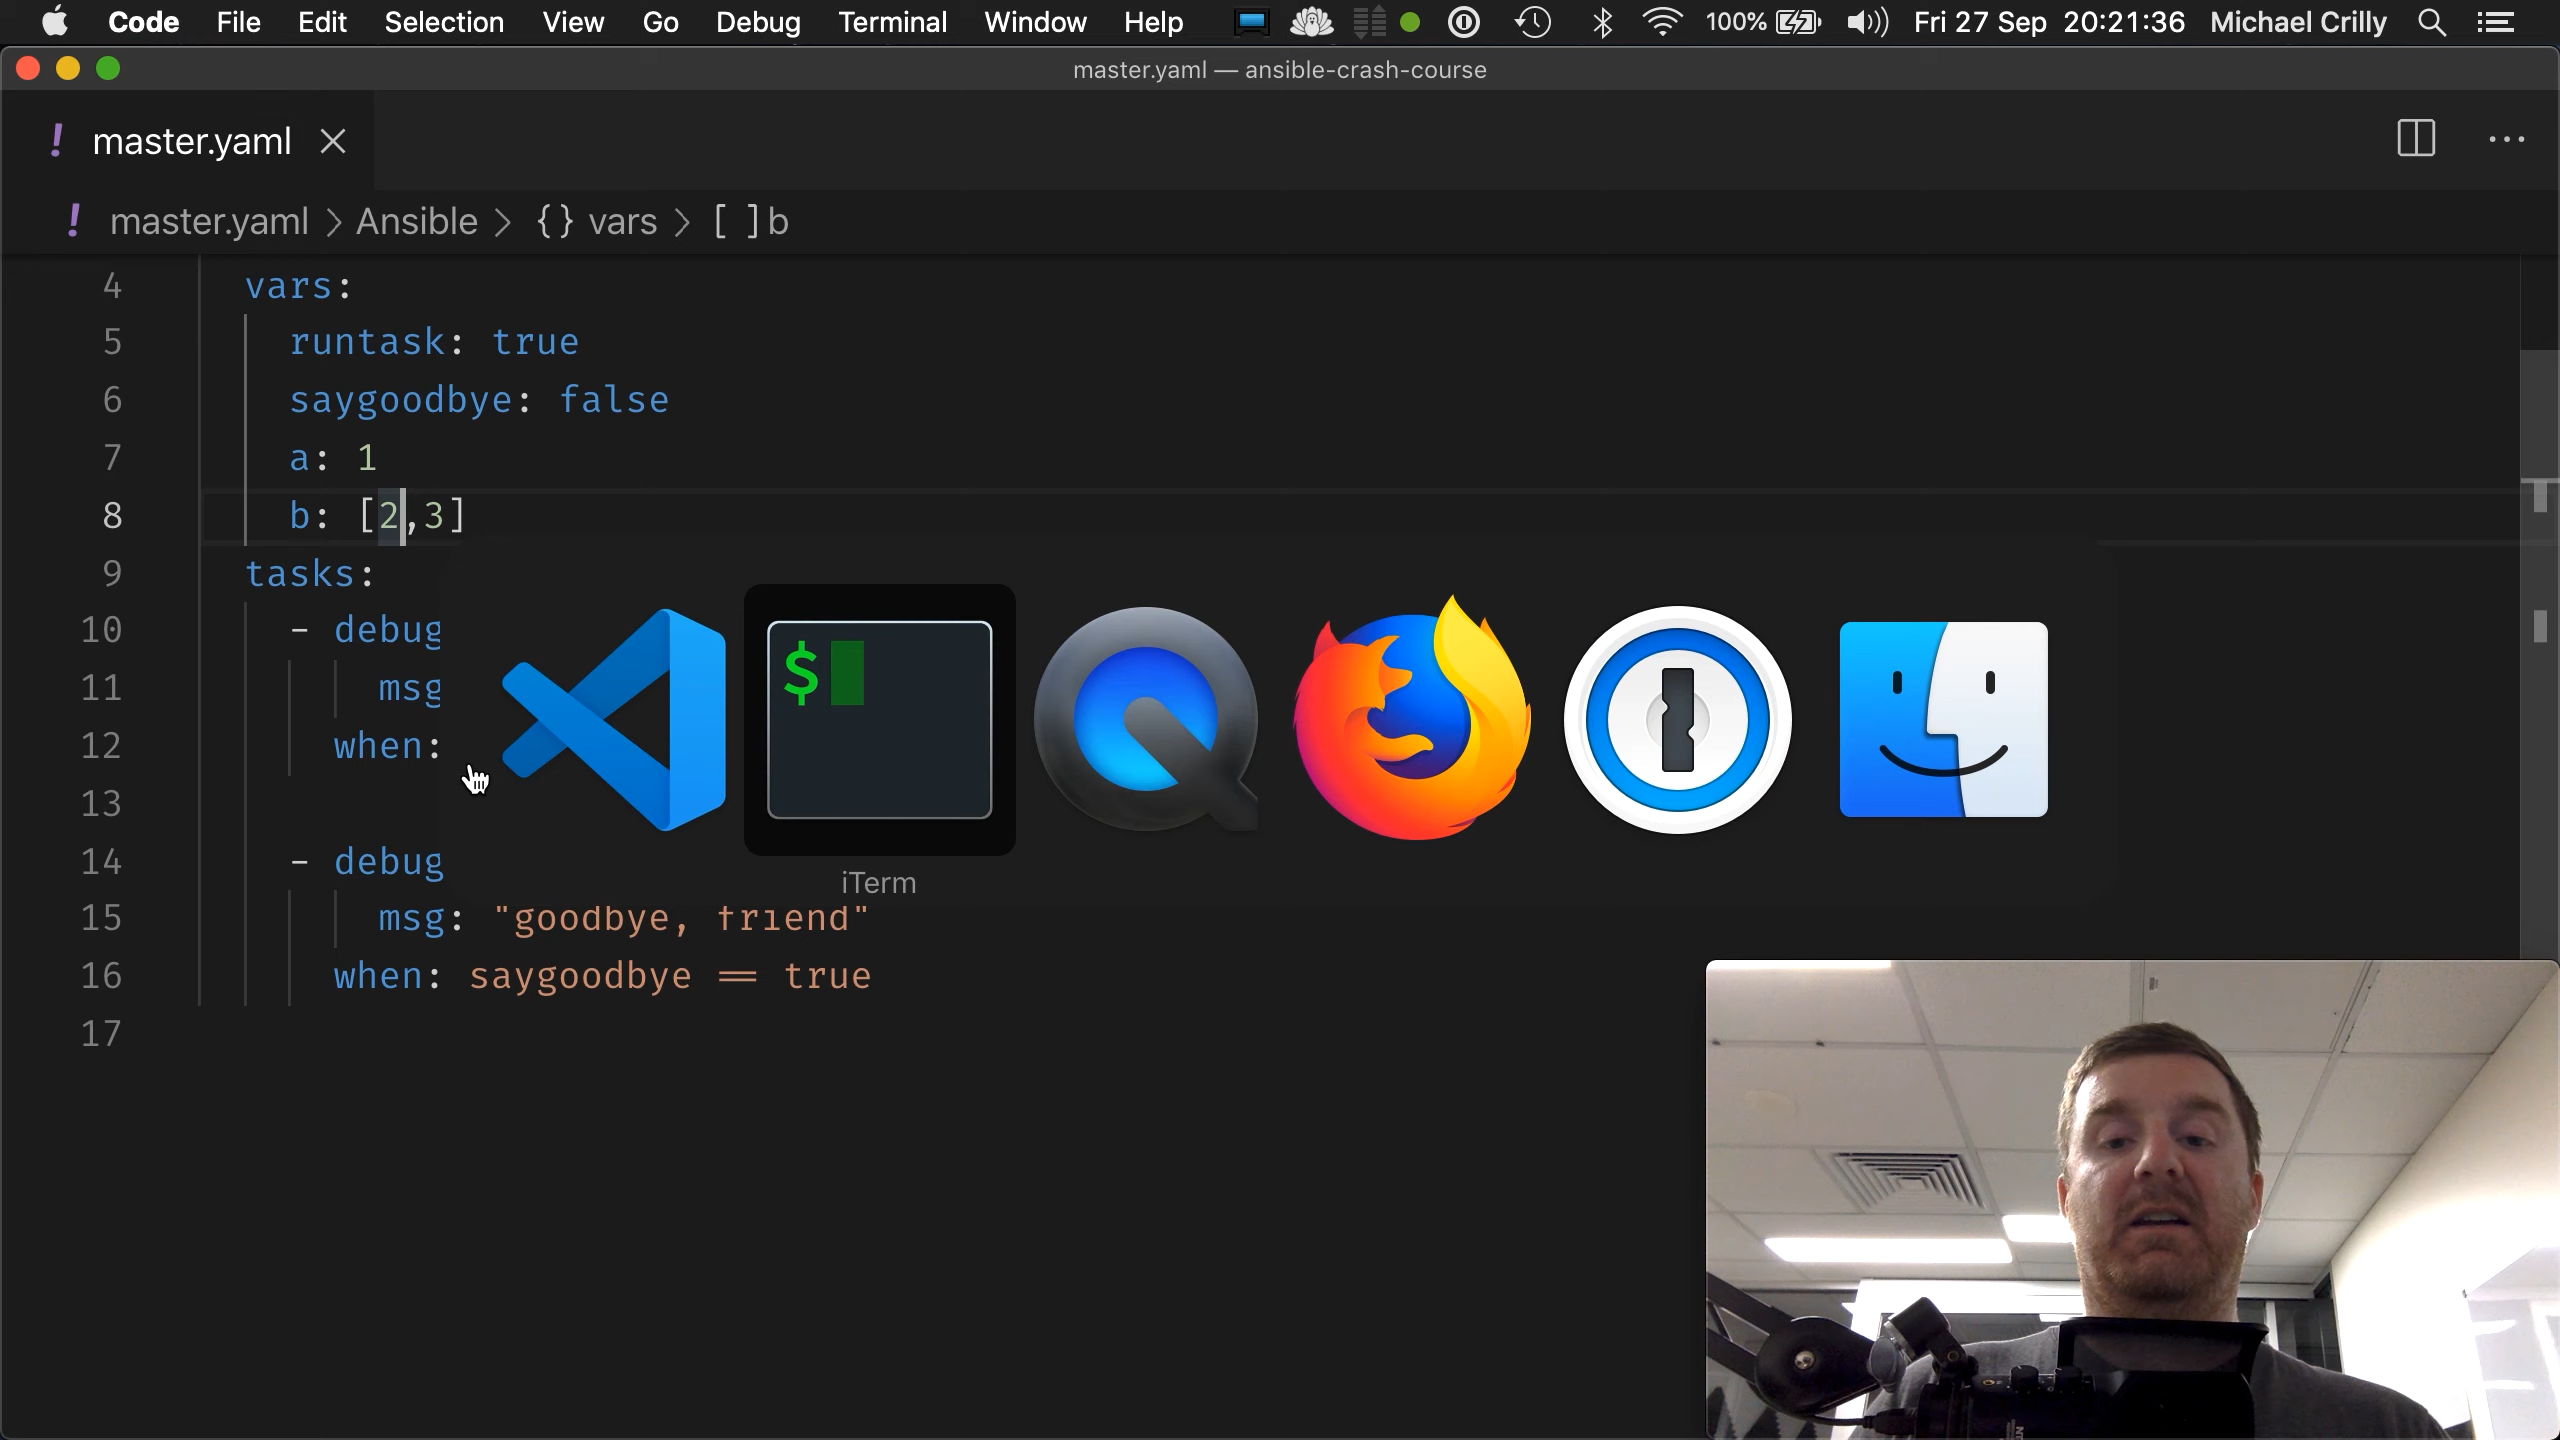 Code File Edit Selection View Go Debug Terminal Window Help 100% Fri 27 Sep 20:21:36 Michael Crilly
master.yaml — ansible-crash-course
! master.yaml
! master.yaml > Ansible > {} vars > [ ] b
4 vars:
5 runtask: true
6 saygoodbye: false
7 a: 1
8 b: [2,3]
9 tasks:
10 - debug
11 msg
12 when:
13
14 - debug
15 msg: "goodbye, friend"
16 when: saygoodbye == true
17
$
iTerm